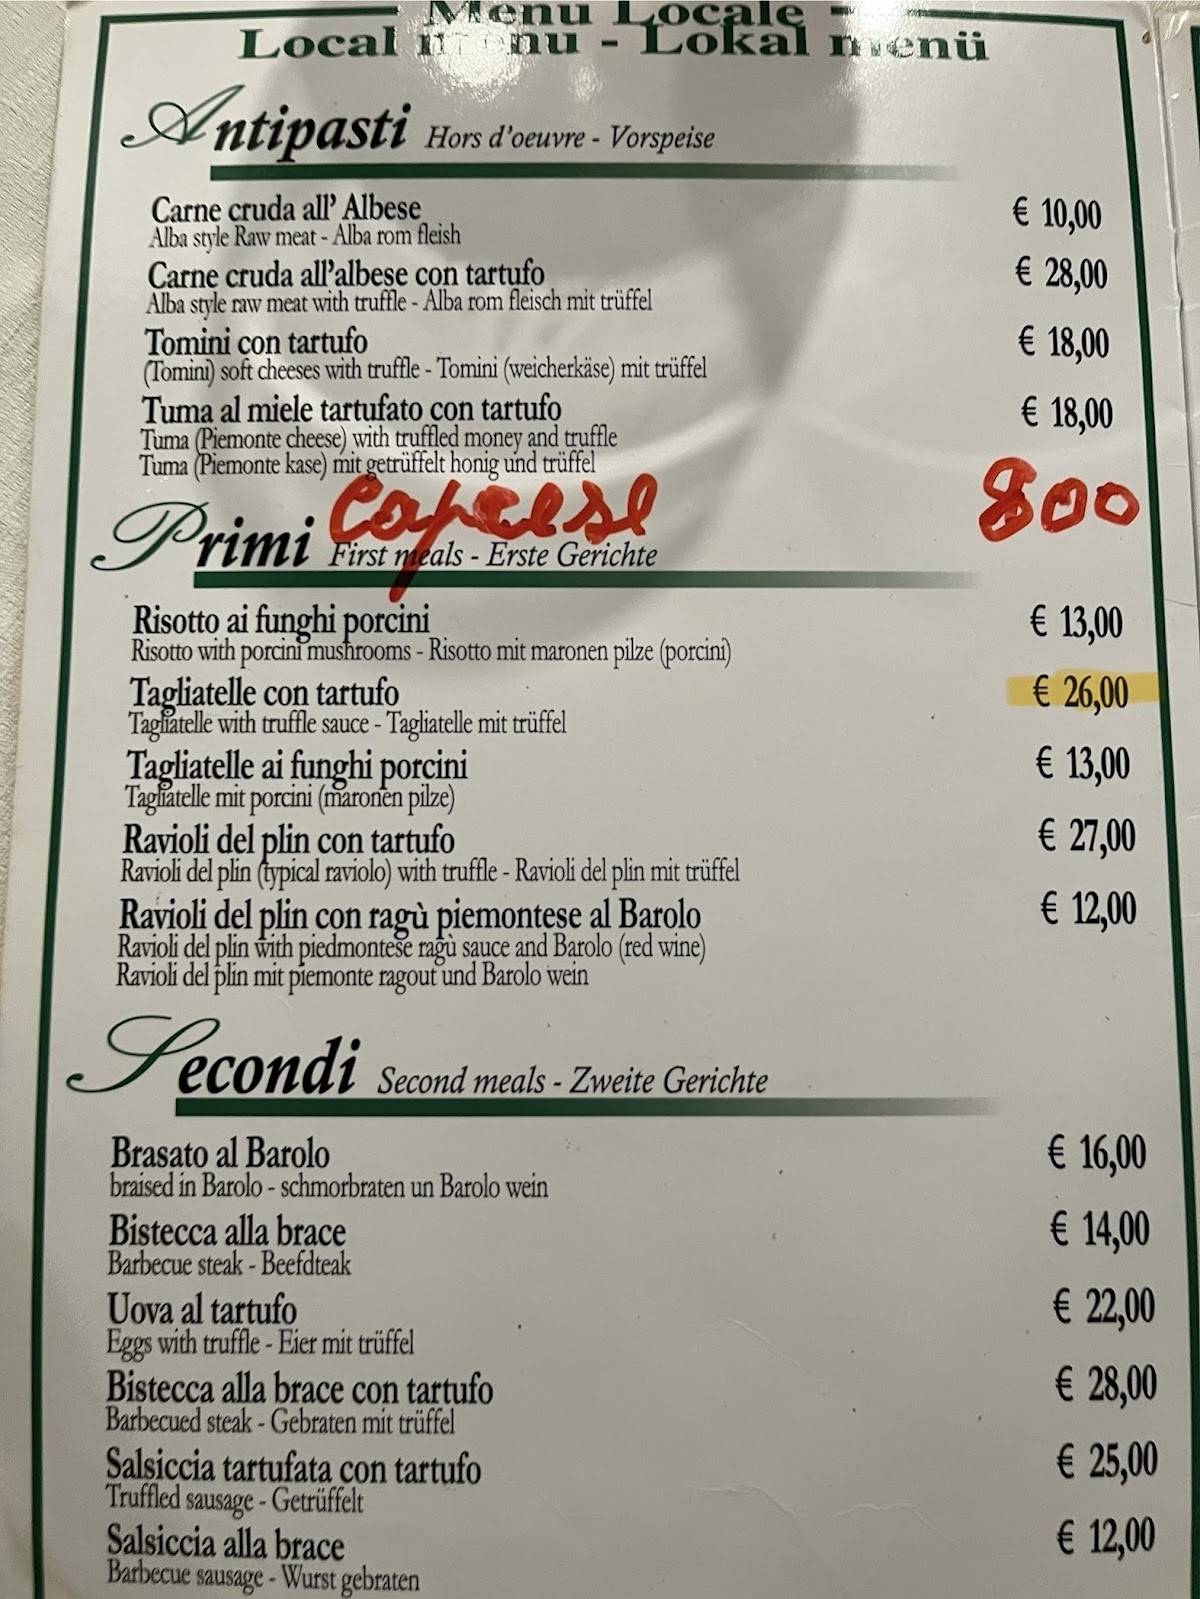 Menu Locale
Local menu - Lokal menü
Antipasti Hors d'oeuvre - Vorspeise
Carne cruda all' Albese € 10,00
Alba style Raw meat - Alba rom fleish
Carne cruda all'albese con tartufo € 28,00
Alba style raw meat with truffle - Alba rom fleisch mit trüffel
Tomini con tartufo € 18,00
(Tomini) soft cheeses with truffle - Tomini (weicherkäse) mit trüffel
Tuma al miele tartufato con tartufo € 18,00
Tuma (Piemonte cheese) with truffled money and truffle
Tuma (Piemonte kase) mit getrüffelt honig und trüffel
Caprese 800
Primi First meals - Erste Gerichte
Risotto ai funghi porcini € 13,00
Risotto with porcini mushrooms - Risotto mit maronen pilze (porcini)
Tagliatelle con tartufo € 26,00
Tagliatelle with truffle sauce - Tagliatelle mit trüffel
Tagliatelle ai funghi porcini € 13,00
Tagliatelle mit porcini (maronen pilze)
Ravioli del plin con tartufo € 27,00
Ravioli del plin (typical raviolo) with truffle - Ravioli del plin mit trüffel
Ravioli del plin con ragù piemontese al Barolo € 12,00
Ravioli del plin with piedmontese ragù sauce and Barolo (red wine)
Ravioli del plin mit piemonte ragout und Barolo wein
Secondi Second meals - Zweite Gerichte
Brasato al Barolo € 16,00
braised in Barolo - schmorbraten un Barolo wein
Bistecca alla brace € 14,00
Barbecue steak - Beefdteak
Uova al tartufo € 22,00
Eggs with truffle - Eier mit trüffel
Bistecca alla brace con tartufo € 28,00
Barbecued steak - Gebraten mit trüffel
Salsiccia tartufata con tartufo € 25,00
Truffled sausage - Getrüffelt
Salsiccia alla brace € 12,00
Barbecue sausage - Wurst gebraten